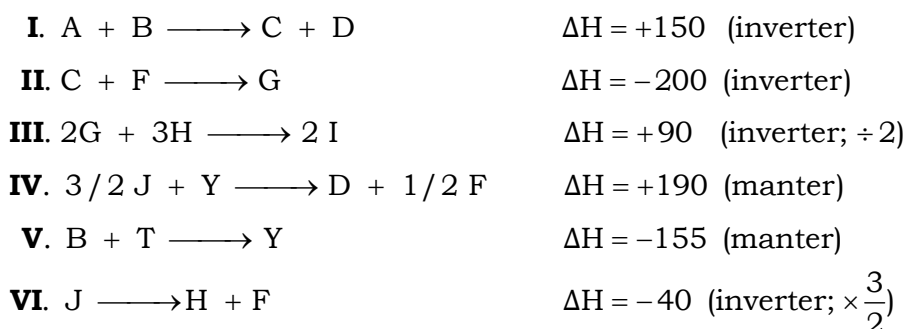 I. A + B ⟶ C + D ΔH = +150 (inverter)
II. C + F ⟶ G ΔH = −200 (inverter)
III. 2G + 3H ⟶ 2 I ΔH = +90 (inverter; ÷ 2)
IV. 3/2 J + Y ⟶ D + 1/2 F ΔH = +190 (manter)
V. B + T ⟶ Y ΔH = −155 (manter)
VI. J ⟶ H + F ΔH = −40 (inverter; × 3/2)